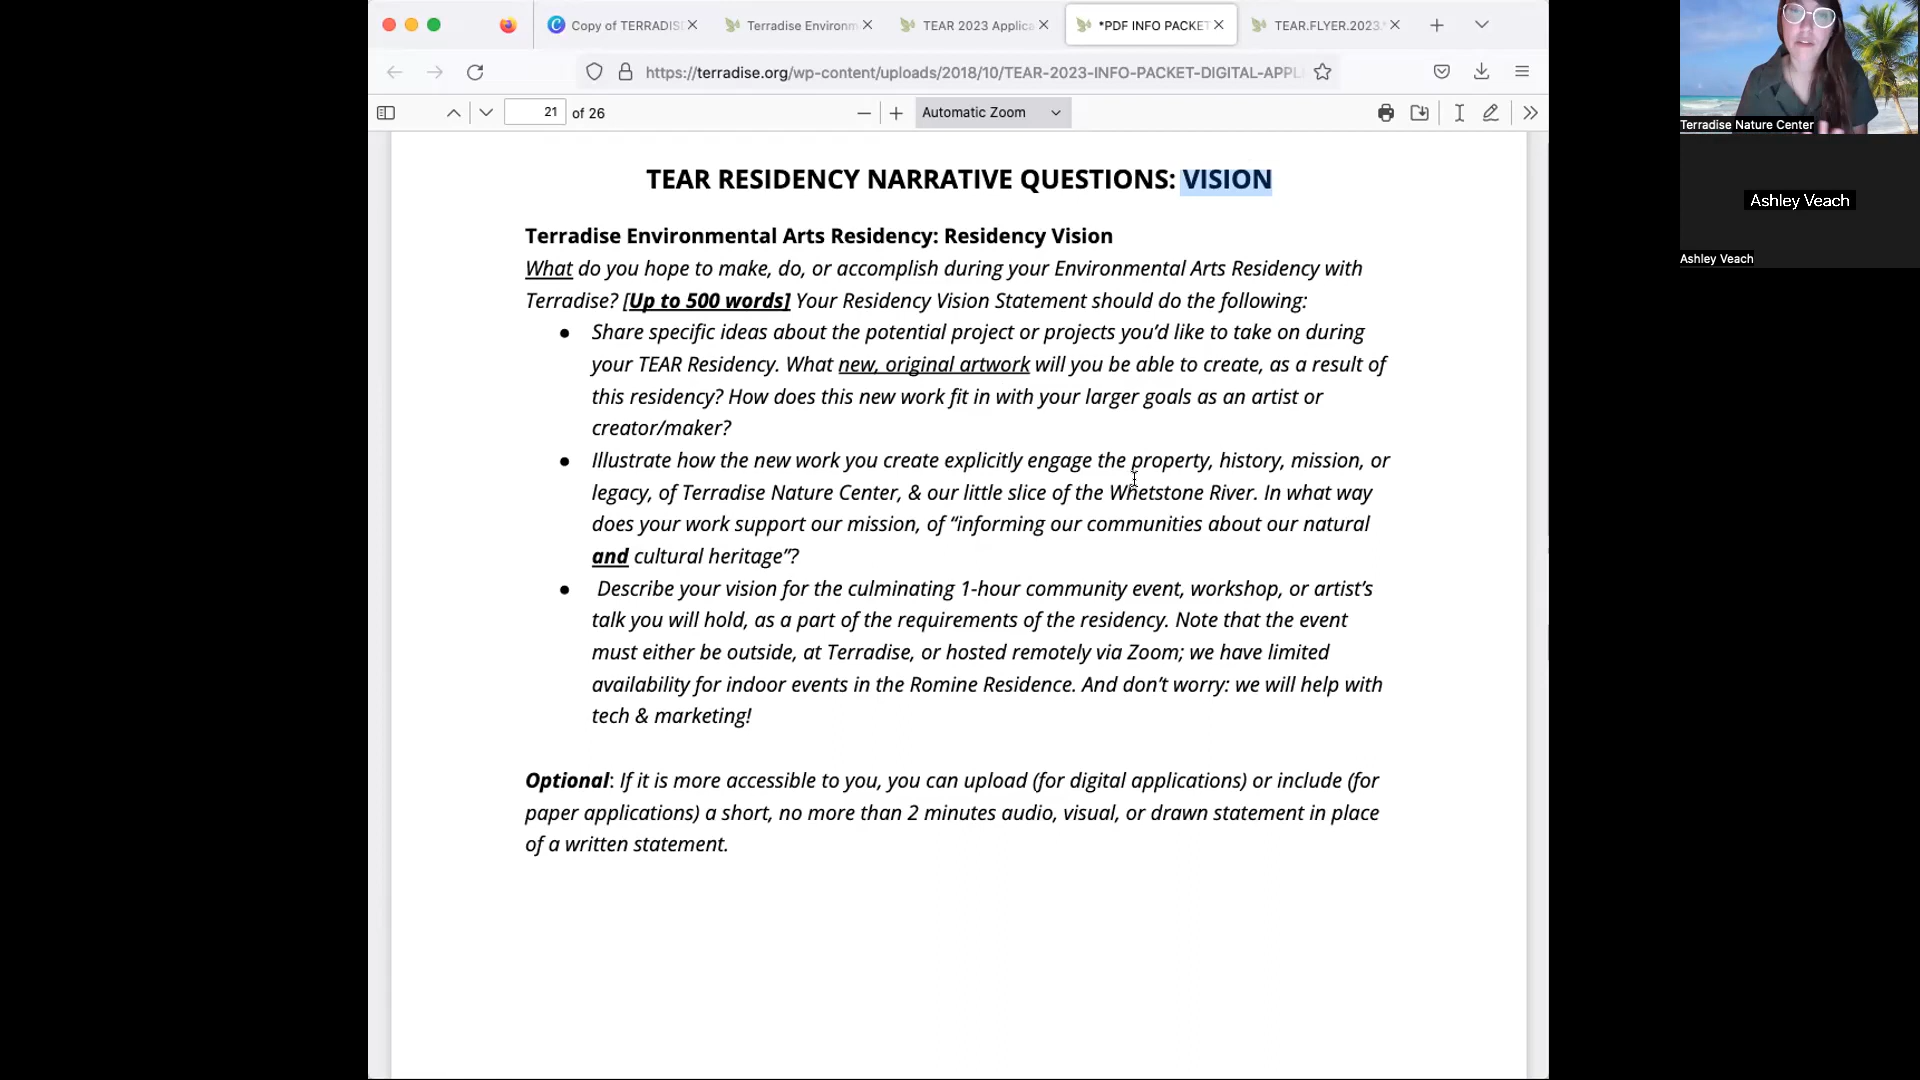 Copy of TERRADISE
Terradise Environm
TEAR 2023 Applica
*PDF INFO PACKET
TEAR.FLYER.2023.
https://terradise.org/wp-content/uploads/2018/10/TEAR-2023-INFO-PACKET-DIGITAL-APPL
21 of 26
Automatic Zoom
TEAR RESIDENCY NARRATIVE QUESTIONS: VISION
Terradise Environmental Arts Residency: Residency Vision
What do you hope to make, do, or accomplish during your Environmental Arts Residency with
Terradise? [Up to 500 words] Your Residency Vision Statement should do the following:
● Share specific ideas about the potential project or projects you’d like to take on during
your TEAR Residency. What new, original artwork will you be able to create, as a result of
this residency? How does this new work fit in with your larger goals as an artist or
creator/maker?
● Illustrate how the new work you create explicitly engage the property, history, mission, or
legacy, of Terradise Nature Center, & our little slice of the Whetstone River. In what way
does your work support our mission, of “informing our communities about our natural
and cultural heritage”?
● Describe your vision for the culminating 1-hour community event, workshop, or artist’s
talk you will hold, as a part of the requirements of the residency. Note that the event
must either be outside, at Terradise, or hosted remotely via Zoom; we have limited
availability for indoor events in the Romine Residence. And don’t worry: we will help with
tech & marketing!
Optional: If it is more accessible to you, you can upload (for digital applications) or include (for
paper applications) a short, no more than 2 minutes audio, visual, or drawn statement in place
of a written statement.
Terradise Nature Center
Ashley Veach
Ashley Veach